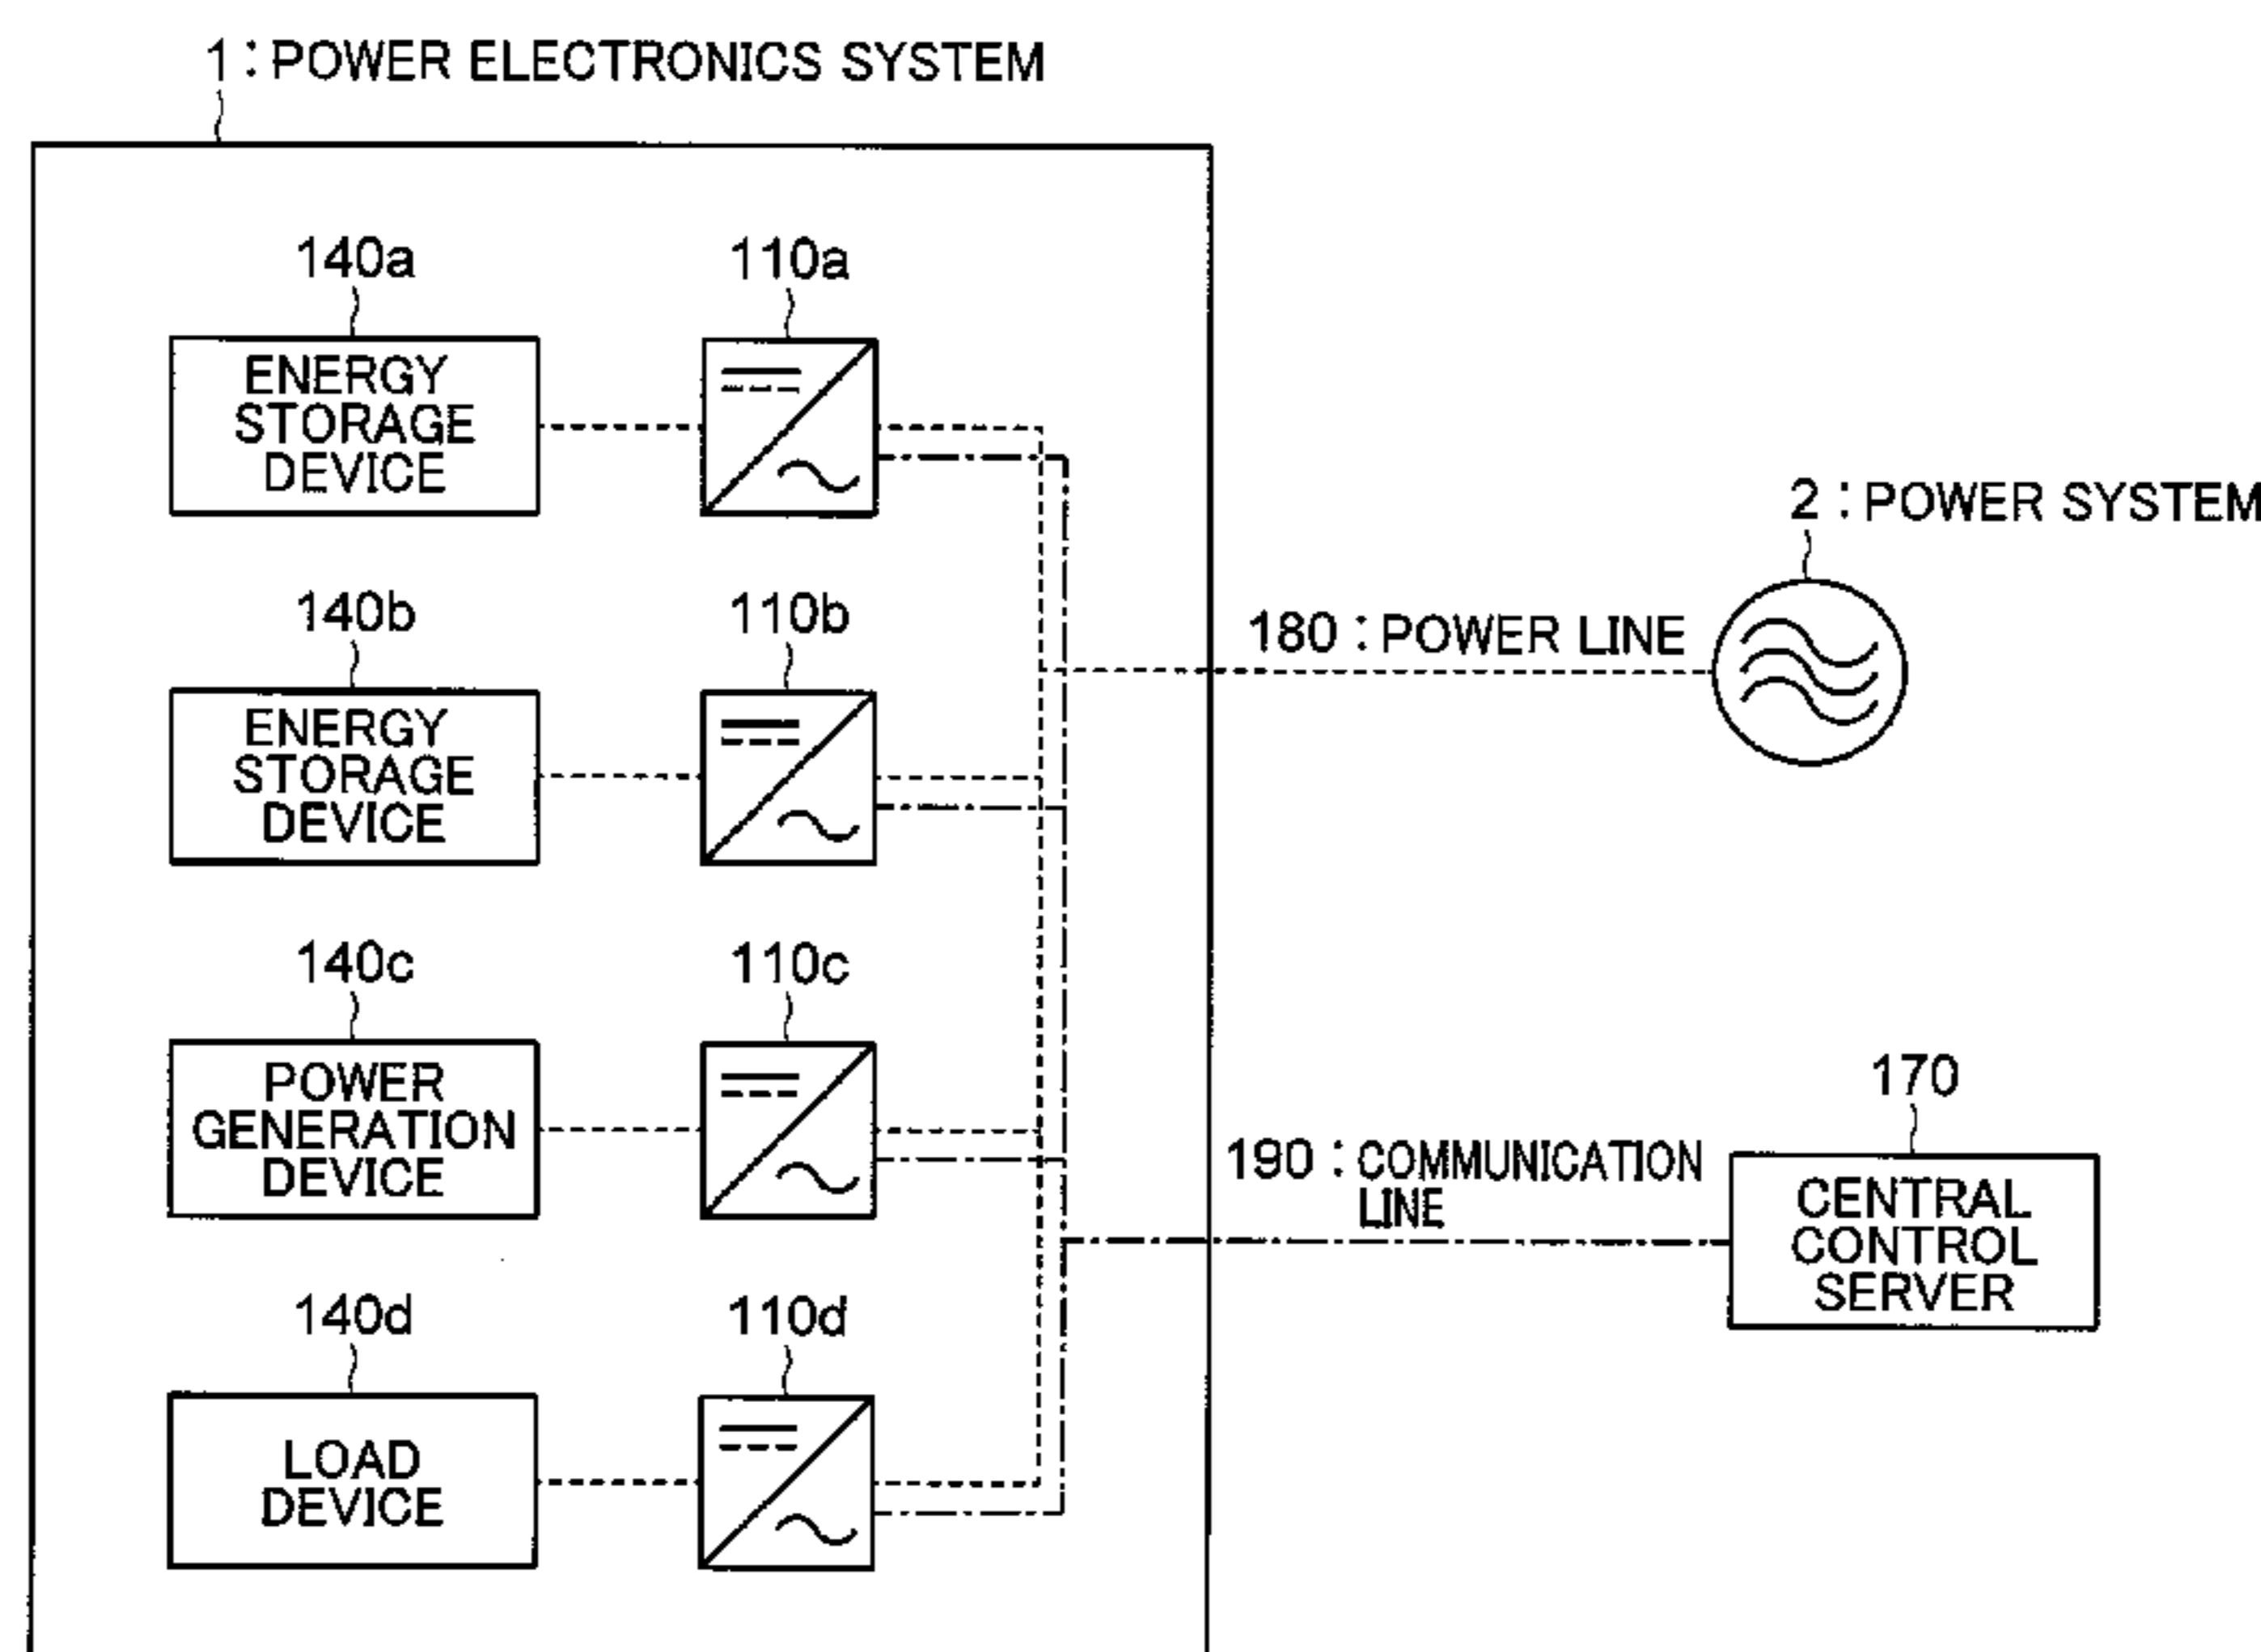 1 : POWER ELECTRONICS SYSTEM
140a
110a
ENERGY
STORAGE
DEVICE
2 : POWER SYSTEM
140b
110b
180 : POWER LINE
ENERGY
STORAGE
DEVICE
140c
110c
POWER
GENERATION
DEVICE
170
190 : COMMUNICATION
LINE
CENTRAL
CONTROL
SERVER
140d
110d
LOAD
DEVICE